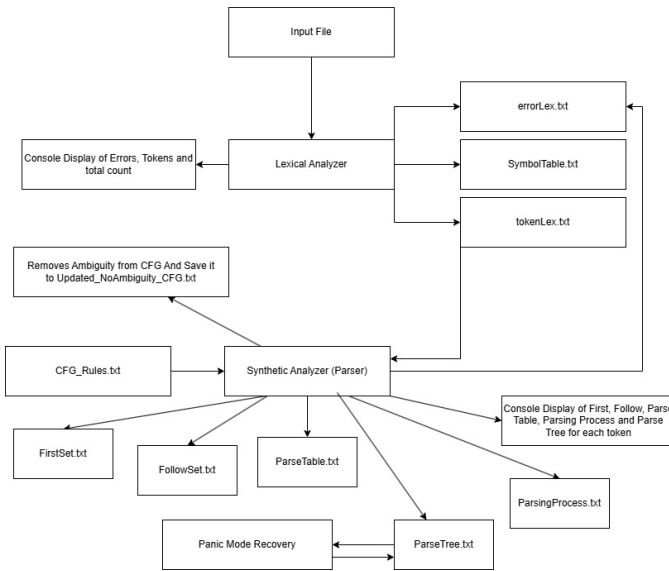 Input File
errorLex.txt
Console Display of Errors, Tokens and
total count
Lexical Analyzer
SymbolTable.txt
tokenLex.txt
Removes Ambiguity from CFG And Save it
to Updated_NoAmbiguity_CFG.txt
CFG_Rules.txt
Synthetic Analyzer (Parser)
Console Display of First, Follow, Parse
Table, Parsing Process and Parse
Tree for each token
FirstSet.txt
FollowSet.txt
ParseTable.txt
ParsingProcess.txt
Panic Mode Recovery
ParseTree.txt